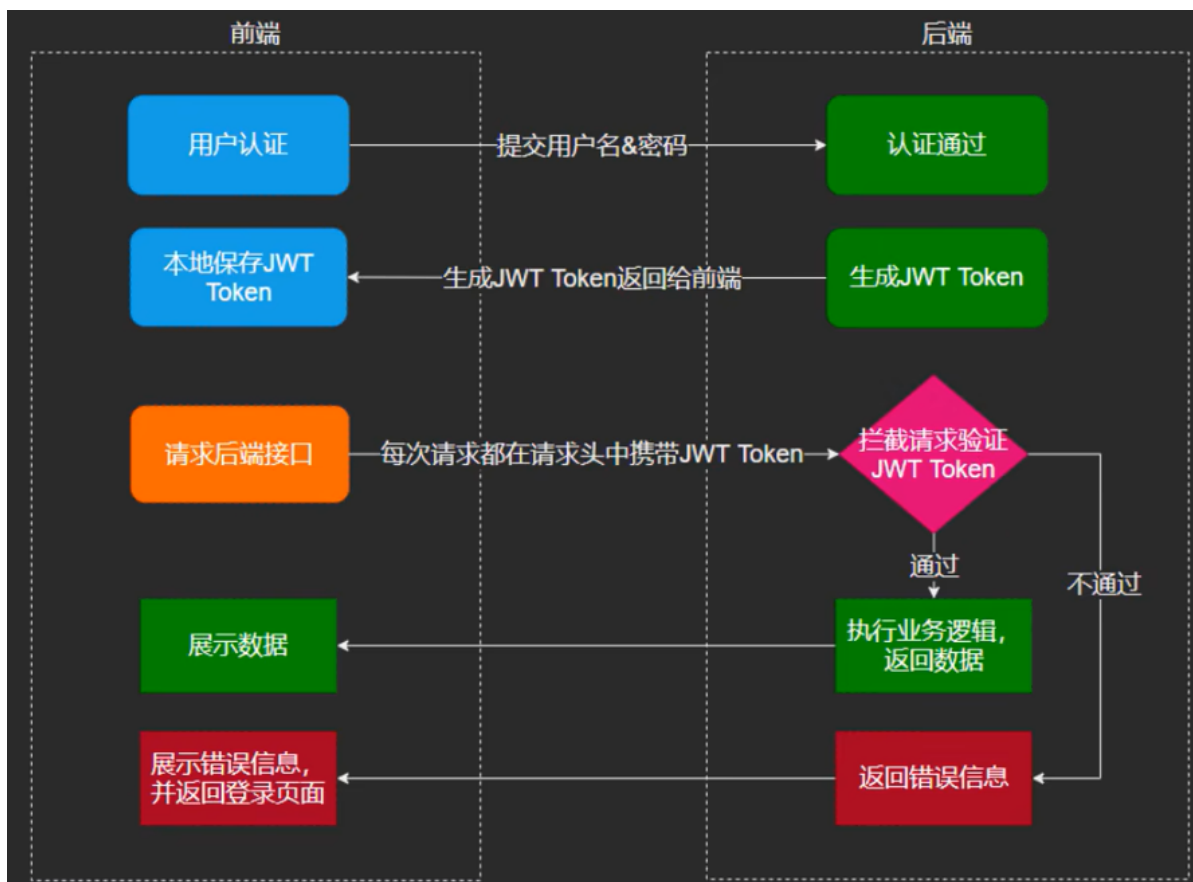 前端
后端
用户认证
提交用户名&密码
认证通过
本地保存JWT
Token
生成JWT Token返回给前端
生成JWT Token
请求后端接口
每次请求都在请求头中携带JWT Token
拦截请求验证
JWT Token
通过
不通过
展示数据
执行业务逻辑，
返回数据
展示错误信息，
并返回登录页面
返回错误信息